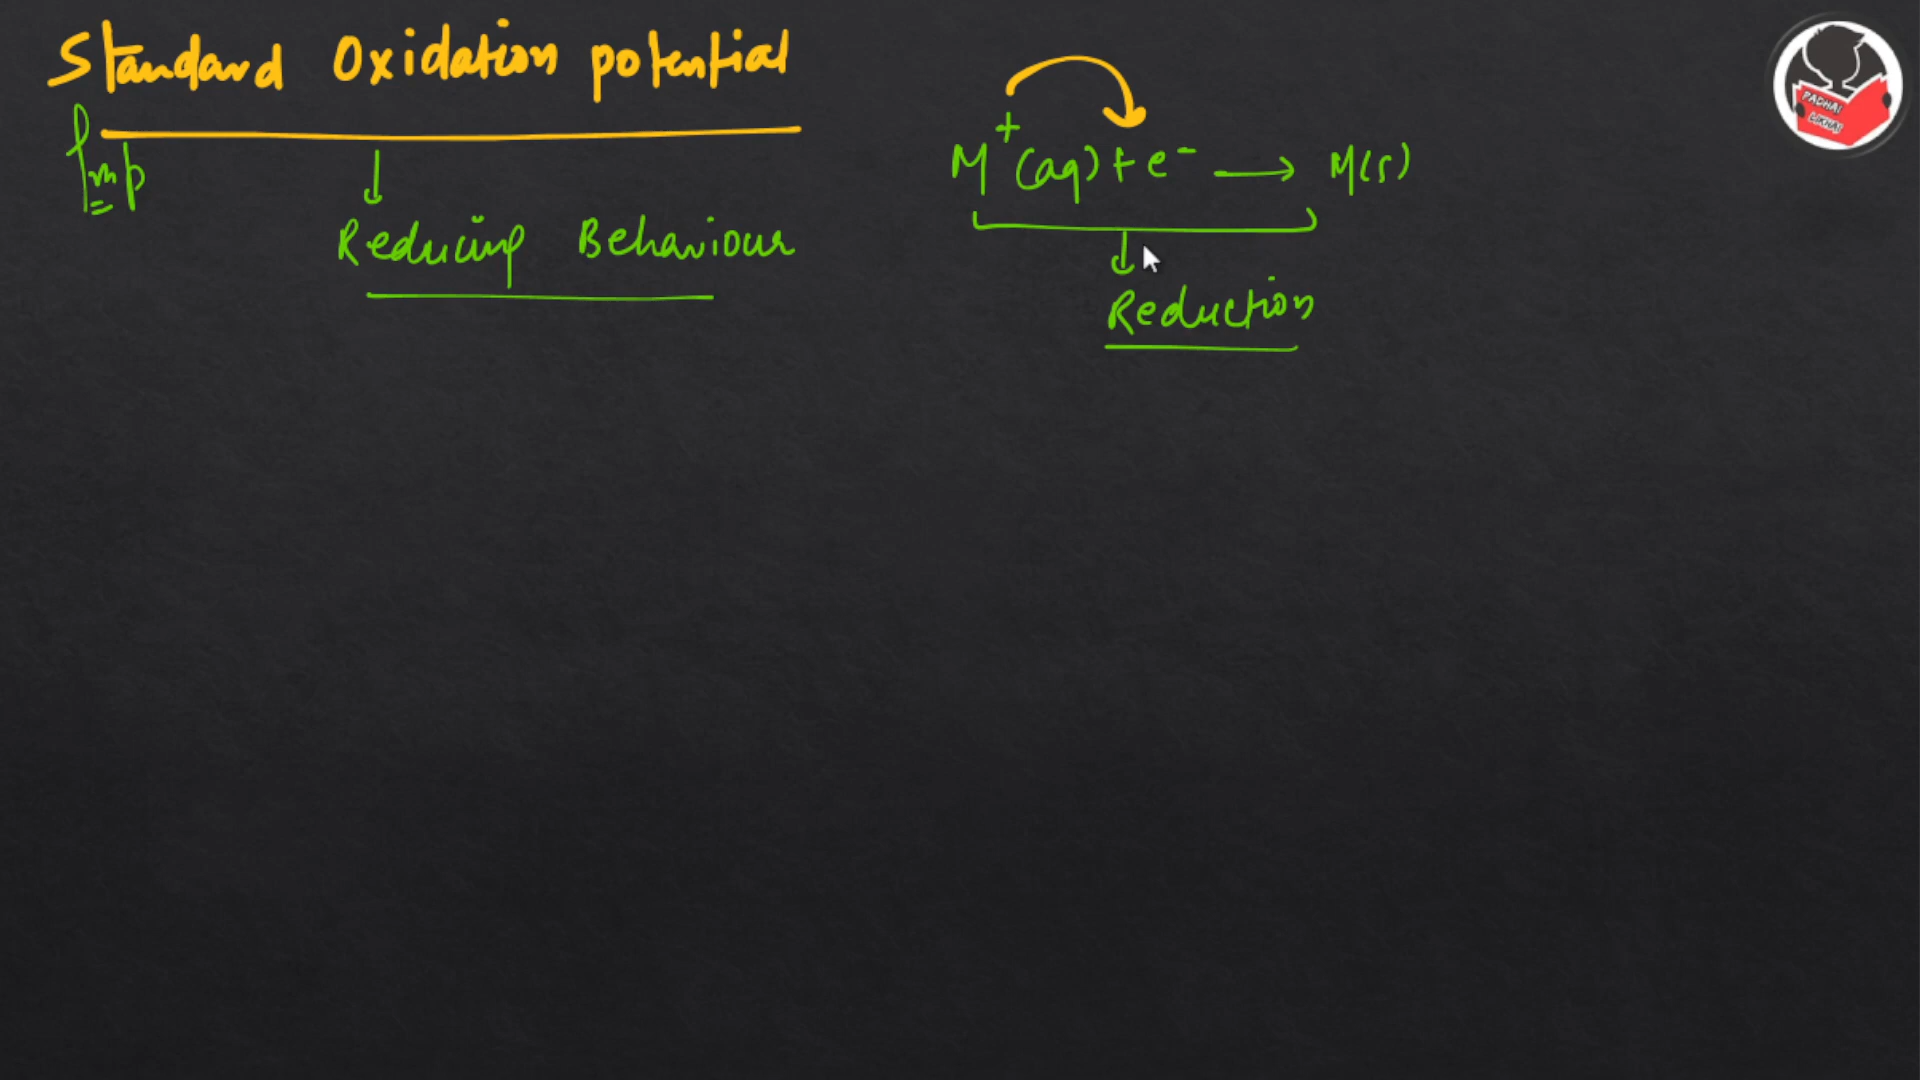 Standard Oxidation potential
Imp
Reducing Behaviour
M⁺(aq) + e⁻ → M(s)
Reduction
PADHAI
LIKHAI